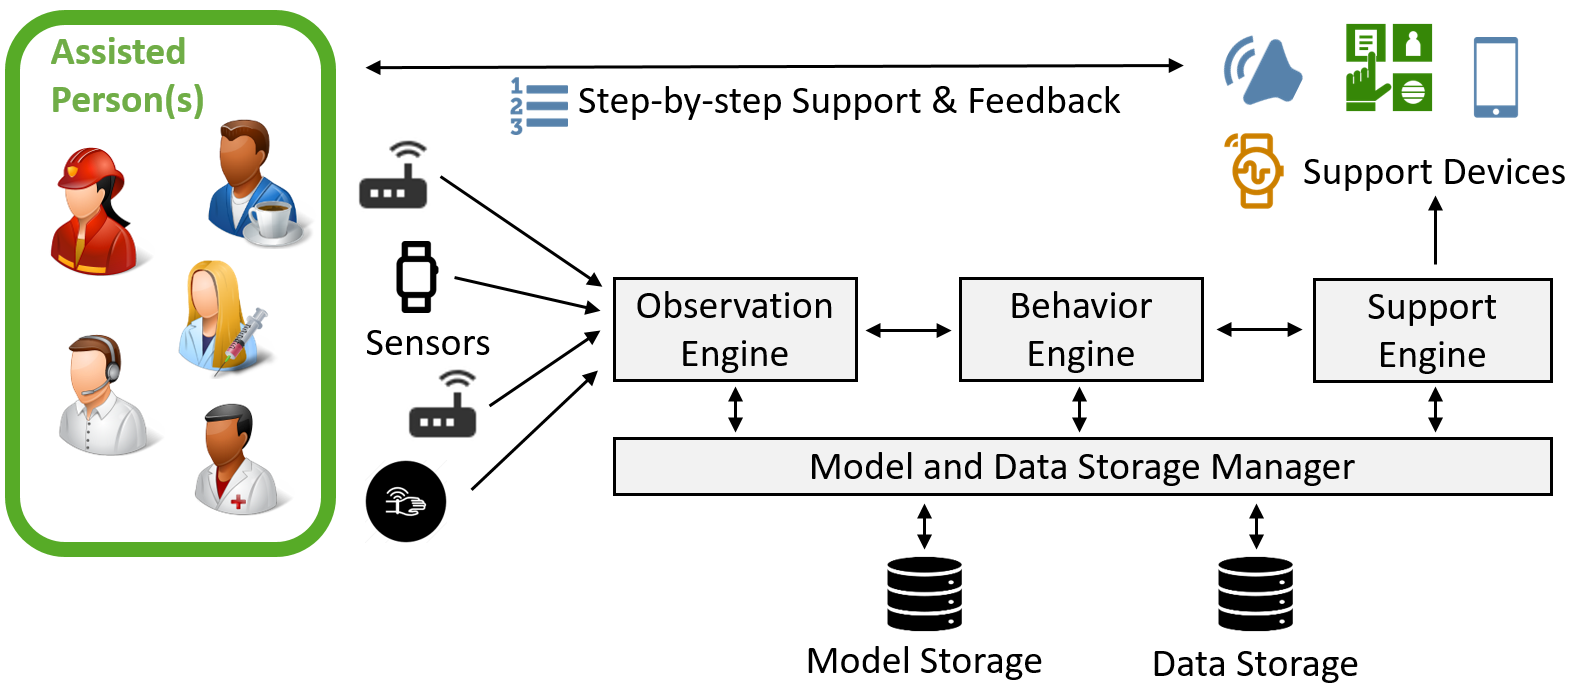 Assisted
Person(s)
1
2
3
Step-by-step Support & Feedback
Support Devices
Sensors
Observation
Engine
Behavior
Engine
Support
Engine
Model and Data Storage Manager
Model Storage
Data Storage